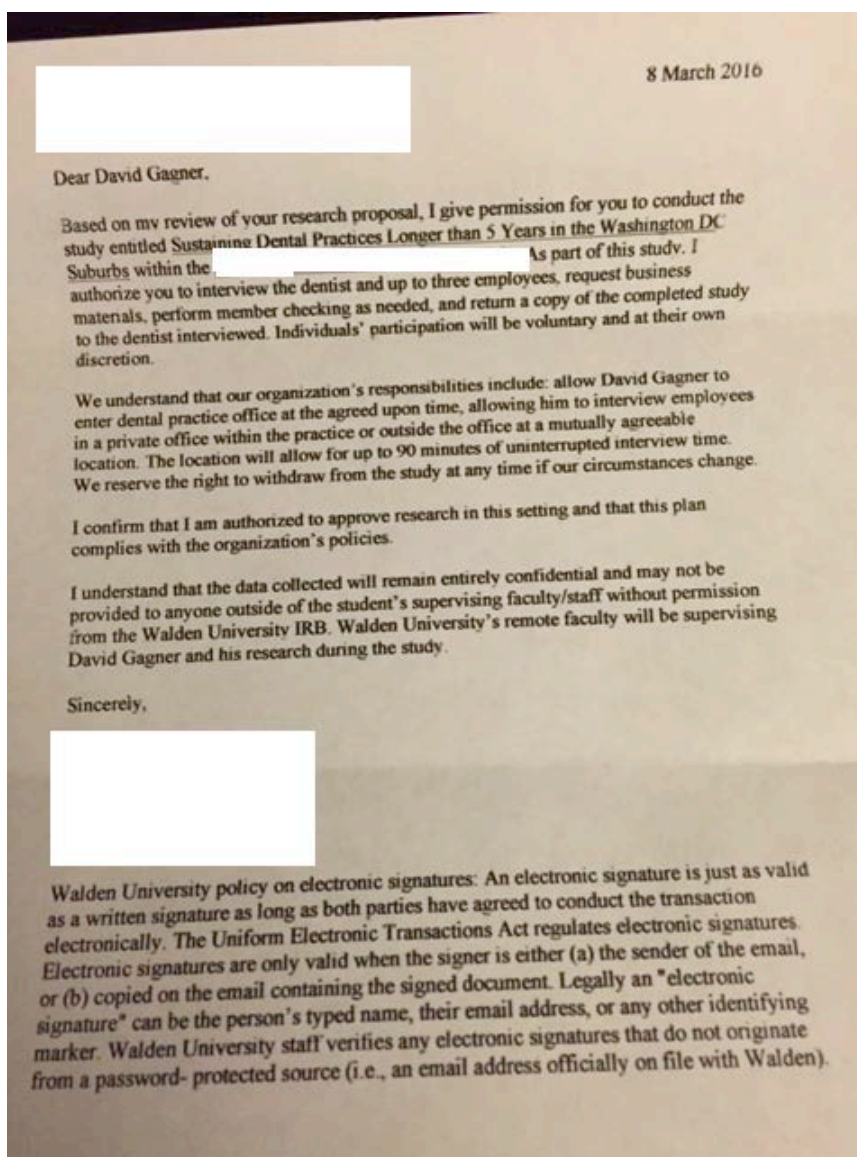 8 March 2016
Dear David Gagner,
Based on my review of your research proposal, I give permission for you to conduct the
study entitled Sustaining Dental Practices Longer than 5 Years in the Washington DC
Suburbs within the As part of this study, I
authorize you to interview the dentist and up to three employees, request business
materials, perform member checking as needed, and return a copy of the completed study
to the dentist interviewed. Individuals' participation will be voluntary and at their own
discretion.
We understand that our organization's responsibilities include: allow David Gagner to
enter dental practice office at the agreed upon time, allowing him to interview employees
in a private office within the practice or outside the office at a mutually agreeable
location. The location will allow for up to 90 minutes of uninterrupted interview time.
We reserve the right to withdraw from the study at any time if our circumstances change.
I confirm that I am authorized to approve research in this setting and that this plan
complies with the organization's policies.
I understand that the data collected will remain entirely confidential and may not be
provided to anyone outside of the student's supervising faculty/staff without permission
from the Walden University IRB. Walden University's remote faculty will be supervising
David Gagner and his research during the study.
Sincerely,
Walden University policy on electronic signatures: An electronic signature is just as valid
as a written signature as long as both parties have agreed to conduct the transaction
electronically. The Uniform Electronic Transactions Act regulates electronic signatures.
Electronic signatures are only valid when the signer is either (a) the sender of the email,
or (b) copied on the email containing the signed document. Legally an "electronic
signature" can be the person's typed name, their email address, or any other identifying
marker. Walden University staff verifies any electronic signatures that do not originate
from a password- protected source (i.e., an email address officially on file with Walden).